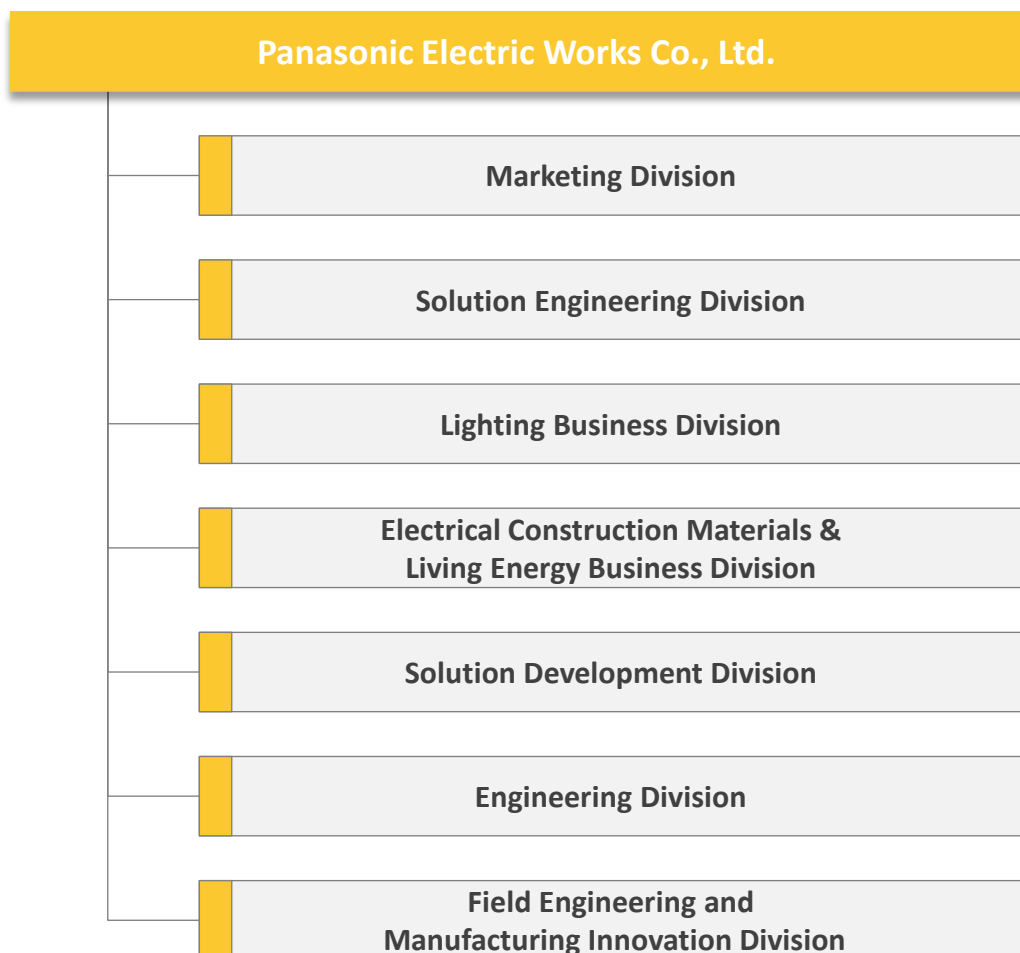 Panasonic Electric Works Co., Ltd.
Marketing Division
Solution Engineering Division
Lighting Business Division
Electrical Construction Materials &
Living Energy Business Division
Solution Development Division
Engineering Division
Field Engineering and
Manufacturing Innovation Division